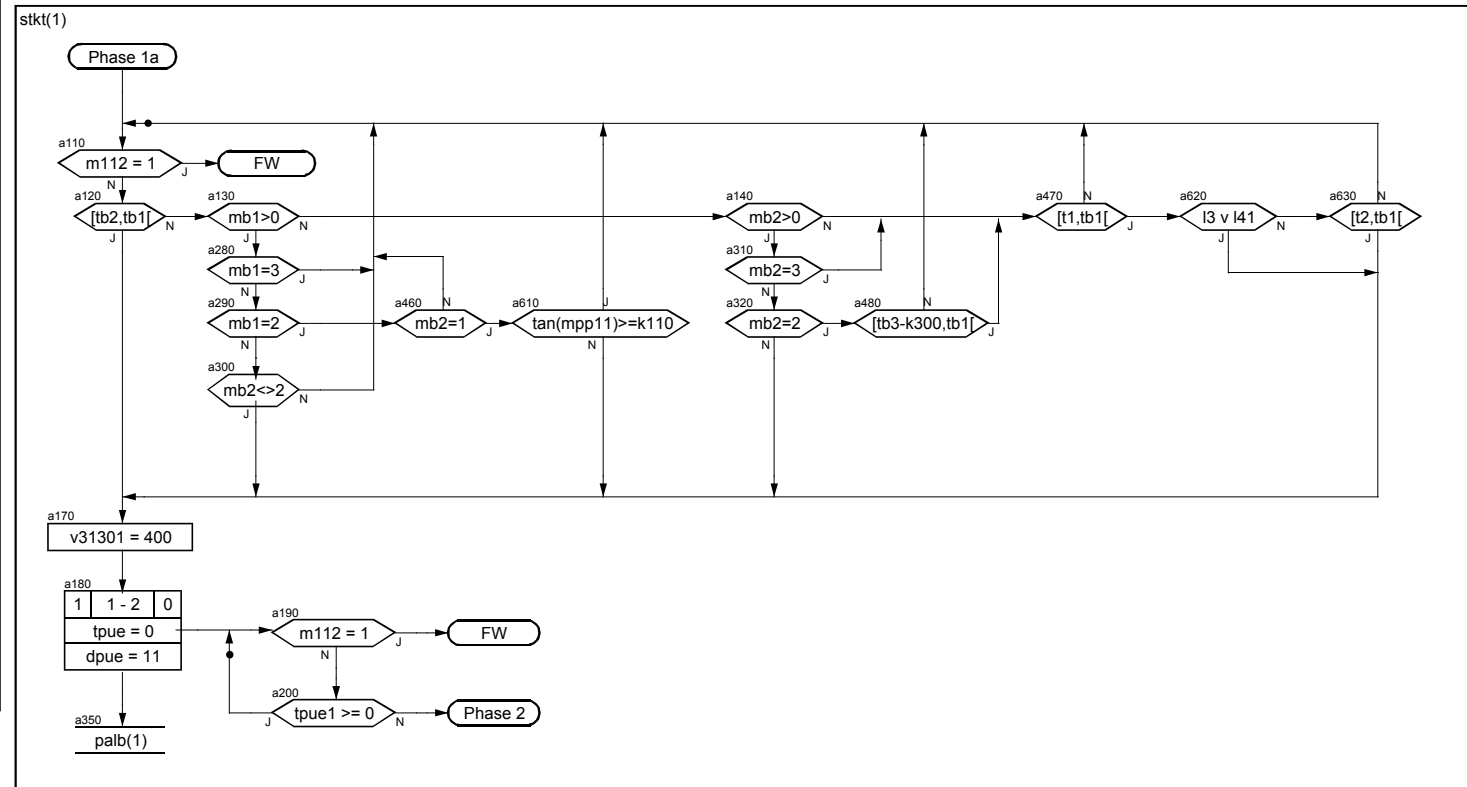 stkt(1)
Phase 1a
a110
m112 = 1
J
N
FW
a120
[tb2,tb1[
N
J
a130
mb1>0
J
N
a140
mb2>0
N
J
a470
N
[t1,tb1[
J
a620
l3 v l41
J
N
a630
N
[t2,tb1[
J
a280
mb1=3
N
J
a310
mb2=3
N
J
a290
mb1=2
N
J
a460
N
mb2=1
J
a610
J
tan(mpp11)>=k110
N
a320
mb2=2
N
J
a480
N
[tb3-k300,tb1[
J
a300
mb2<>2
J
N
a170
v31301 = 400
a180
1 1 - 2 0
tpue = 0
dpue = 11
a190
m112 = 1
J
N
FW
a200
tpue1 >= 0
J
N
Phase 2
a350
palb(1)